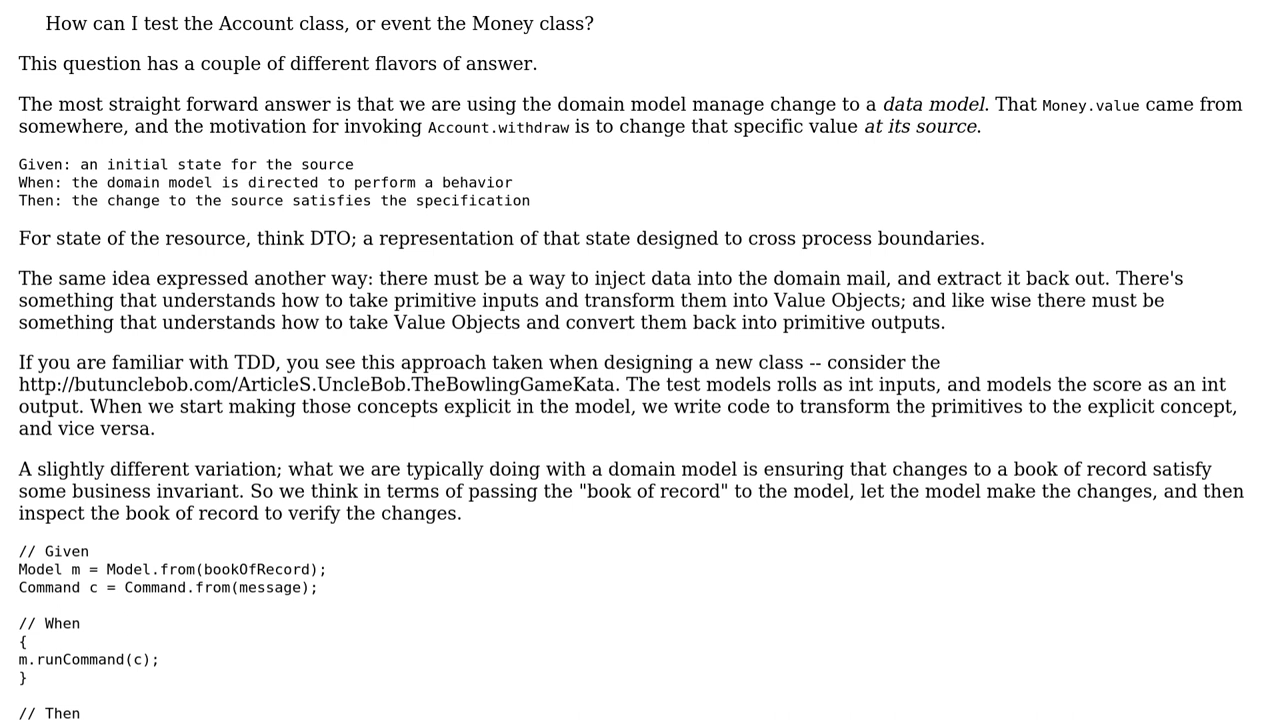 How can I test the Account class, or event the Money class?
This question has a couple of different flavors of answer.
The most straight forward answer is that we are using the domain model manage change to a data model. That Money.value came from
somewhere, and the motivation for invoking Account.withdraw is to change that specific value at its source.
Given: an initial state for the source
When: the domain model is directed to perform a behavior
Then: the change to the source satisfies the specification
For state of the resource, think DTO; a representation of that state designed to cross process boundaries.
The same idea expressed another way: there must be a way to inject data into the domain mail, and extract it back out. There's
something that understands how to take primitive inputs and transform them into Value Objects; and like wise there must be
something that understands how to take Value Objects and convert them back into primitive outputs.
If you are familiar with TDD, you see this approach taken when designing a new class -- consider the
http://butunclebob.com/ArticleS.UncleBob.TheBowlingGameKata. The test models rolls as int inputs, and models the score as an int
output. When we start making those concepts explicit in the model, we write code to transform the primitives to the explicit concept,
and vice versa.
A slightly different variation; what we are typically doing with a domain model is ensuring that changes to a book of record satisfy
some business invariant. So we think in terms of passing the "book of record" to the model, let the model make the changes, and then
inspect the book of record to verify the changes.
// Given
Model m = Model.from(bookOfRecord);
Command c = Command.from(message);
// When
{
m.runCommand(c);
}
// Then